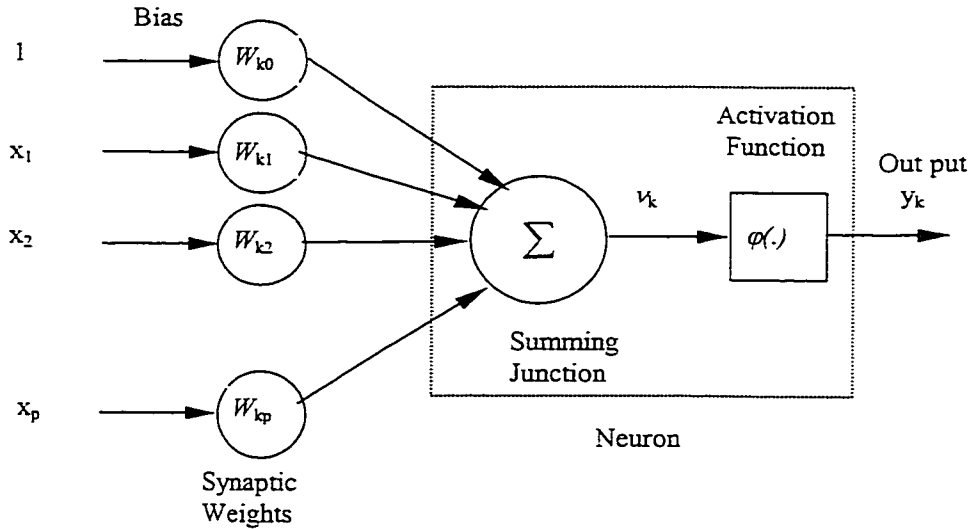 Bias
1
W_k0
Activation
Function
x_1
W_k1
Out put
y_k
x_2
W_k2
Σ
ν_k
φ(.)
Summing
Junction
x_p
W_kp
Neuron
Synaptic
Weights